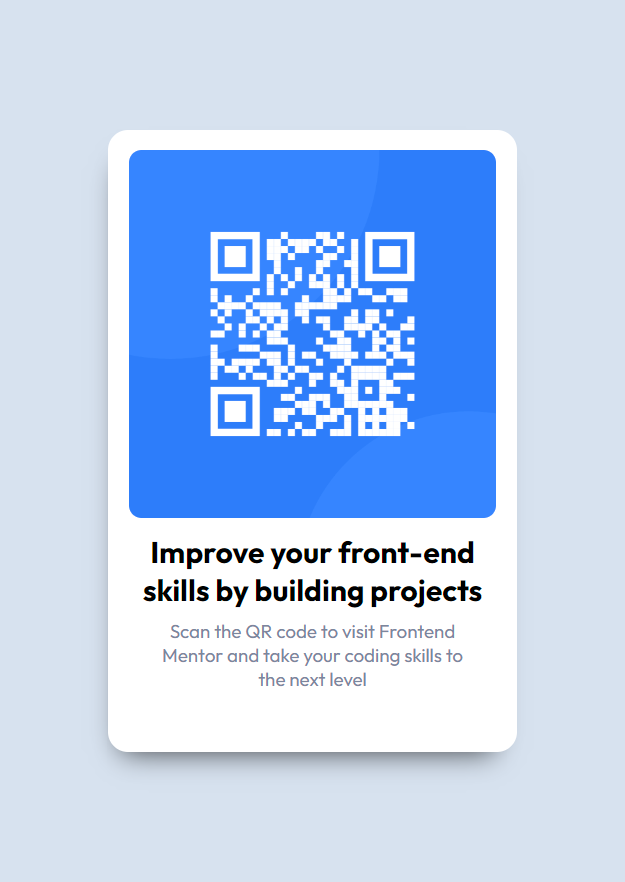 Improve your front-end
skills by building projects
Scan the QR code to visit Frontend
Mentor and take your coding skills to
the next level